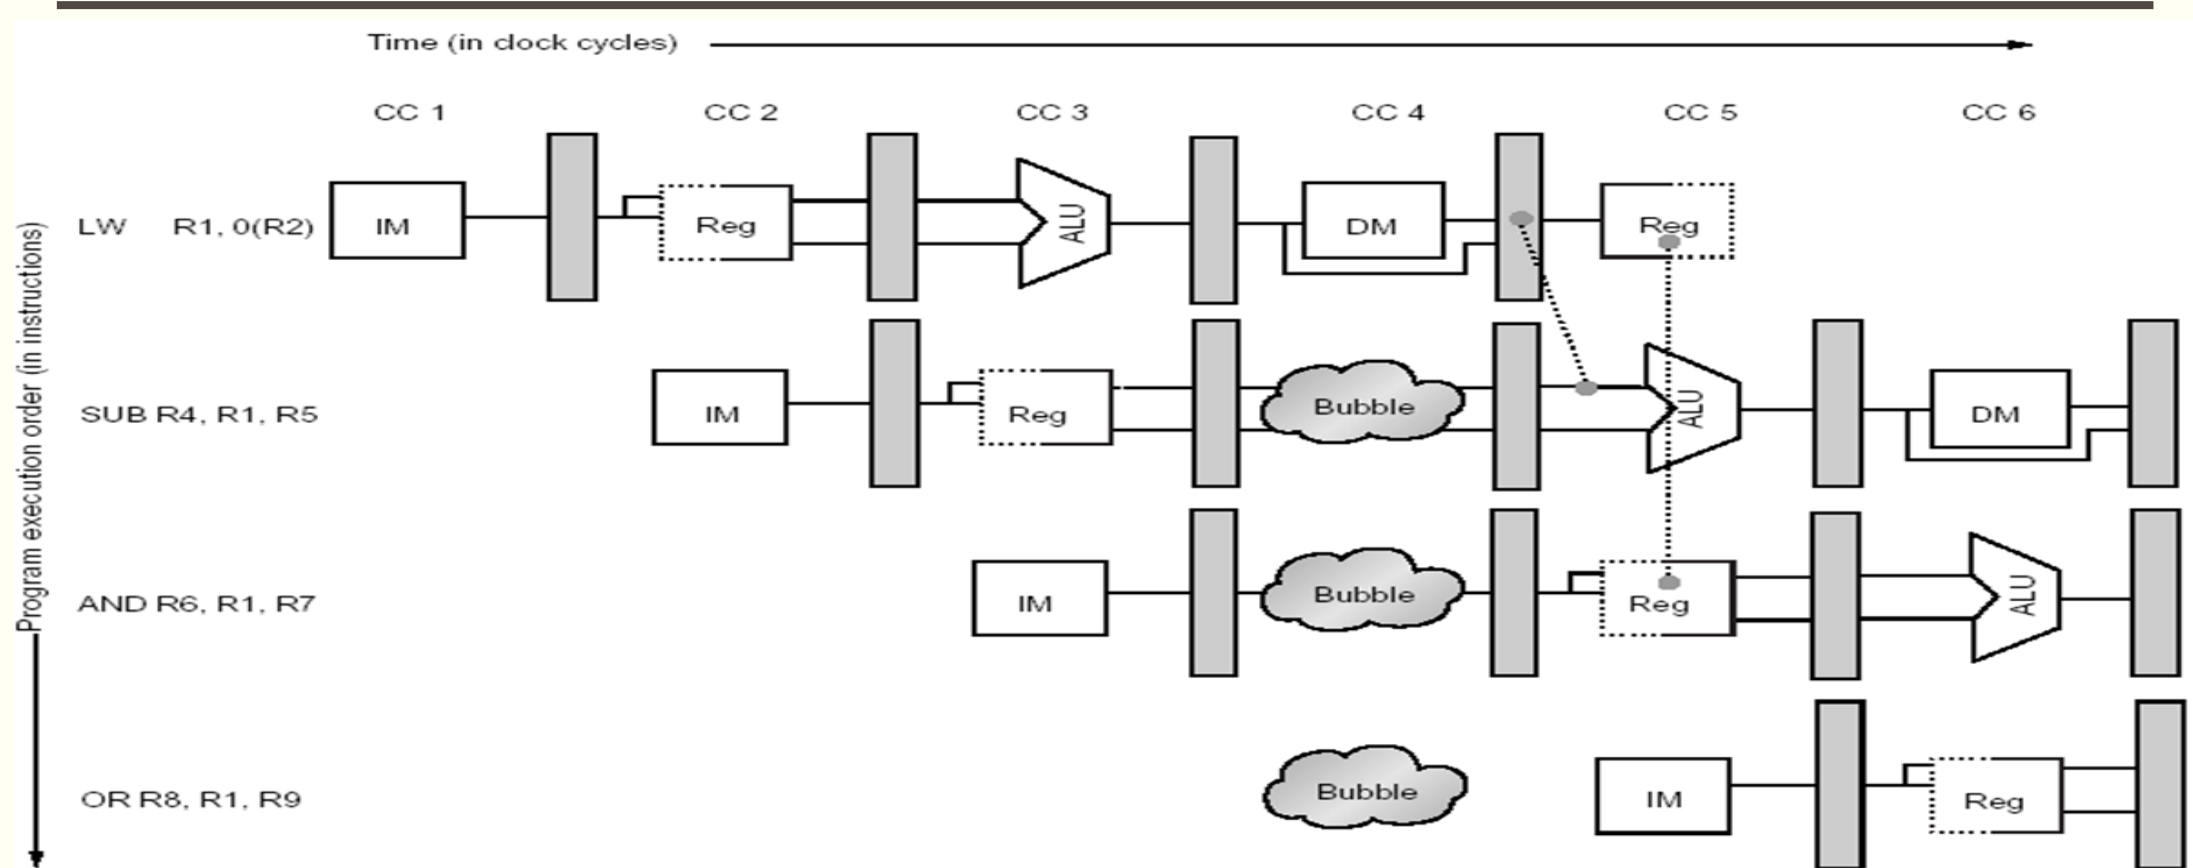 Time (in clock cycles)
CC 1 CC 2 CC 3 CC 4 CC 5 CC 6
Program execution order (in instructions)
LW R1, 0(R2) IM Reg ALU DM Reg
SUB R4, R1, R5 IM Reg Bubble ALU DM
AND R6, R1, R7 IM Bubble Reg ALU
OR R8, R1, R9 Bubble IM Reg